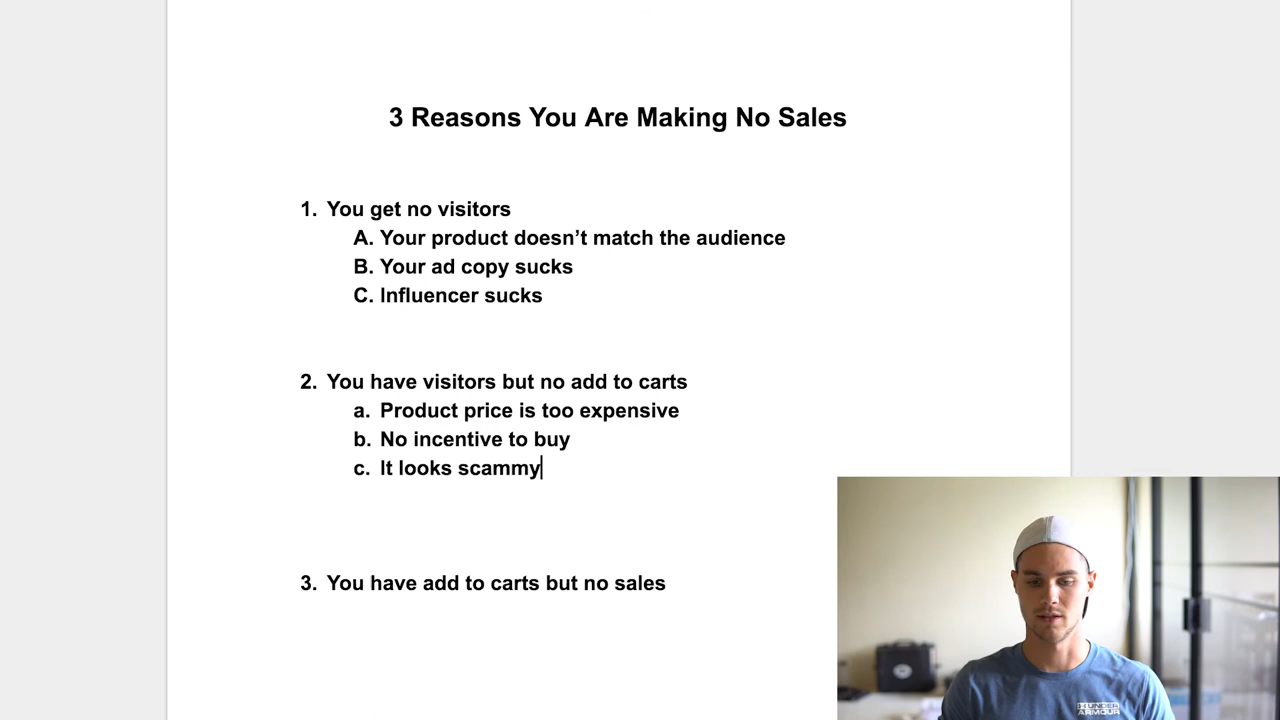 3 Reasons You Are Making No Sales
1. You get no visitors
A. Your product doesn’t match the audience
B. Your ad copy sucks
C. Influencer sucks
2. You have visitors but no add to carts
a. Product price is too expensive
b. No incentive to buy
c. It looks scammy
3. You have add to carts but no sales
UNDER
ARMOUR